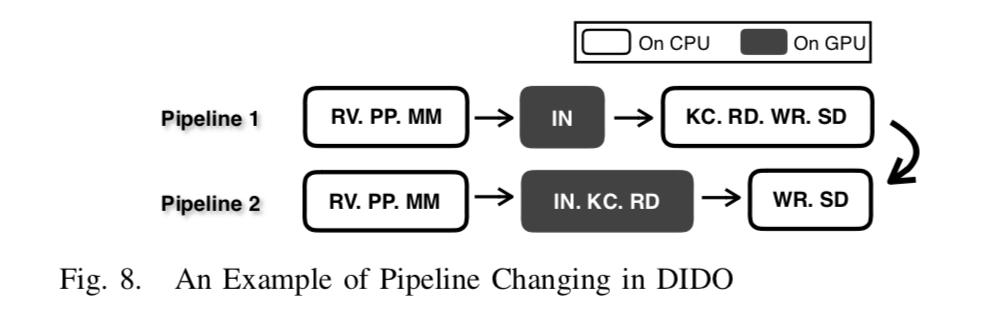 On CPU On GPU
Pipeline 1 RV. PP. MM IN KC. RD. WR. SD
Pipeline 2 RV. PP. MM IN. KC. RD WR. SD
Fig. 8. An Example of Pipeline Changing in DIDO